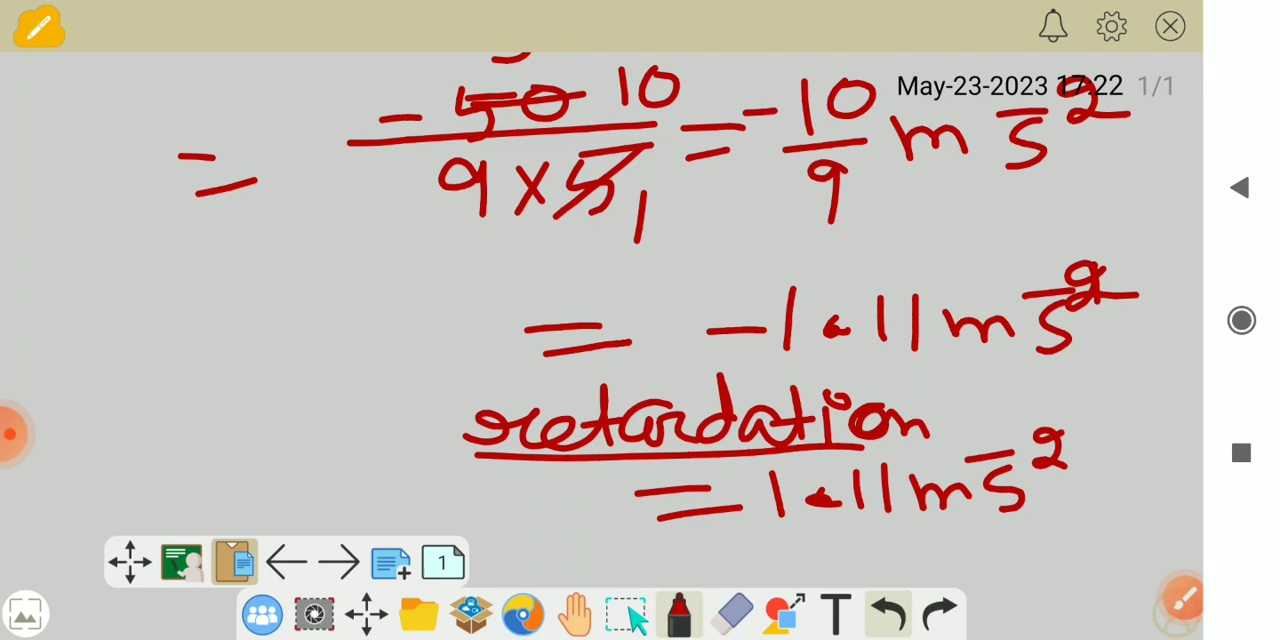 May-23-2023 17:22 1/1
= -50 10 / 9 × 5 1 = -10/9 m s⁻²
= -1.11 m s⁻²
retardation
= 1.11 m s⁻²
1
T